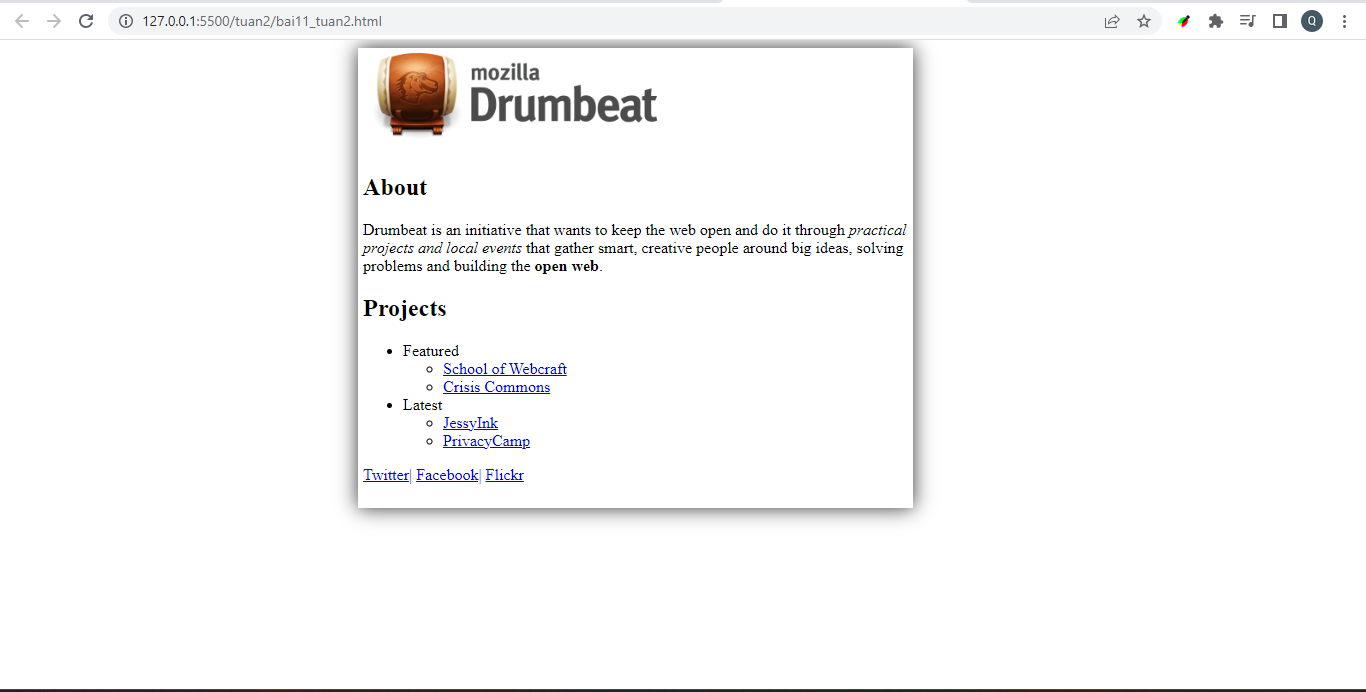 127.0.0.1:5500/tuan2/bai11_tuan2.html
Q
mozilla
Drumbeat
About
Drumbeat is an initiative that wants to keep the web open and do it through practical
projects and local events that gather smart, creative people around big ideas, solving
problems and building the open web.
Projects
Featured
School of Webcraft
Crisis Commons
Latest
JessyInk
PrivacyCamp
Twitter| Facebook| Flickr